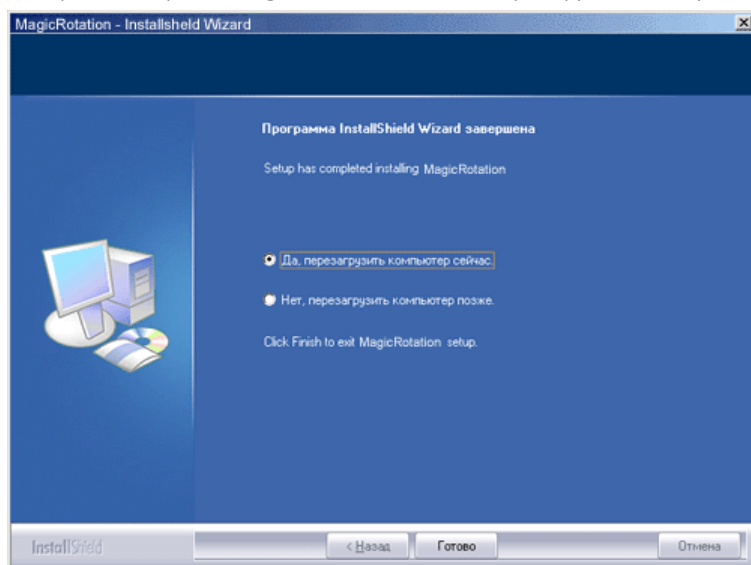 MagicRotation - Installsheld Wizard
Программа InstallShield Wizard завершена
Setup has completed installing MagicRotation
Да, перезагрузить компьютер сейчас.
Нет, перезагрузить компьютер позже.
Click Finish to exit MagicRotation setup.
InstallShield
< Назад Готово Отмена